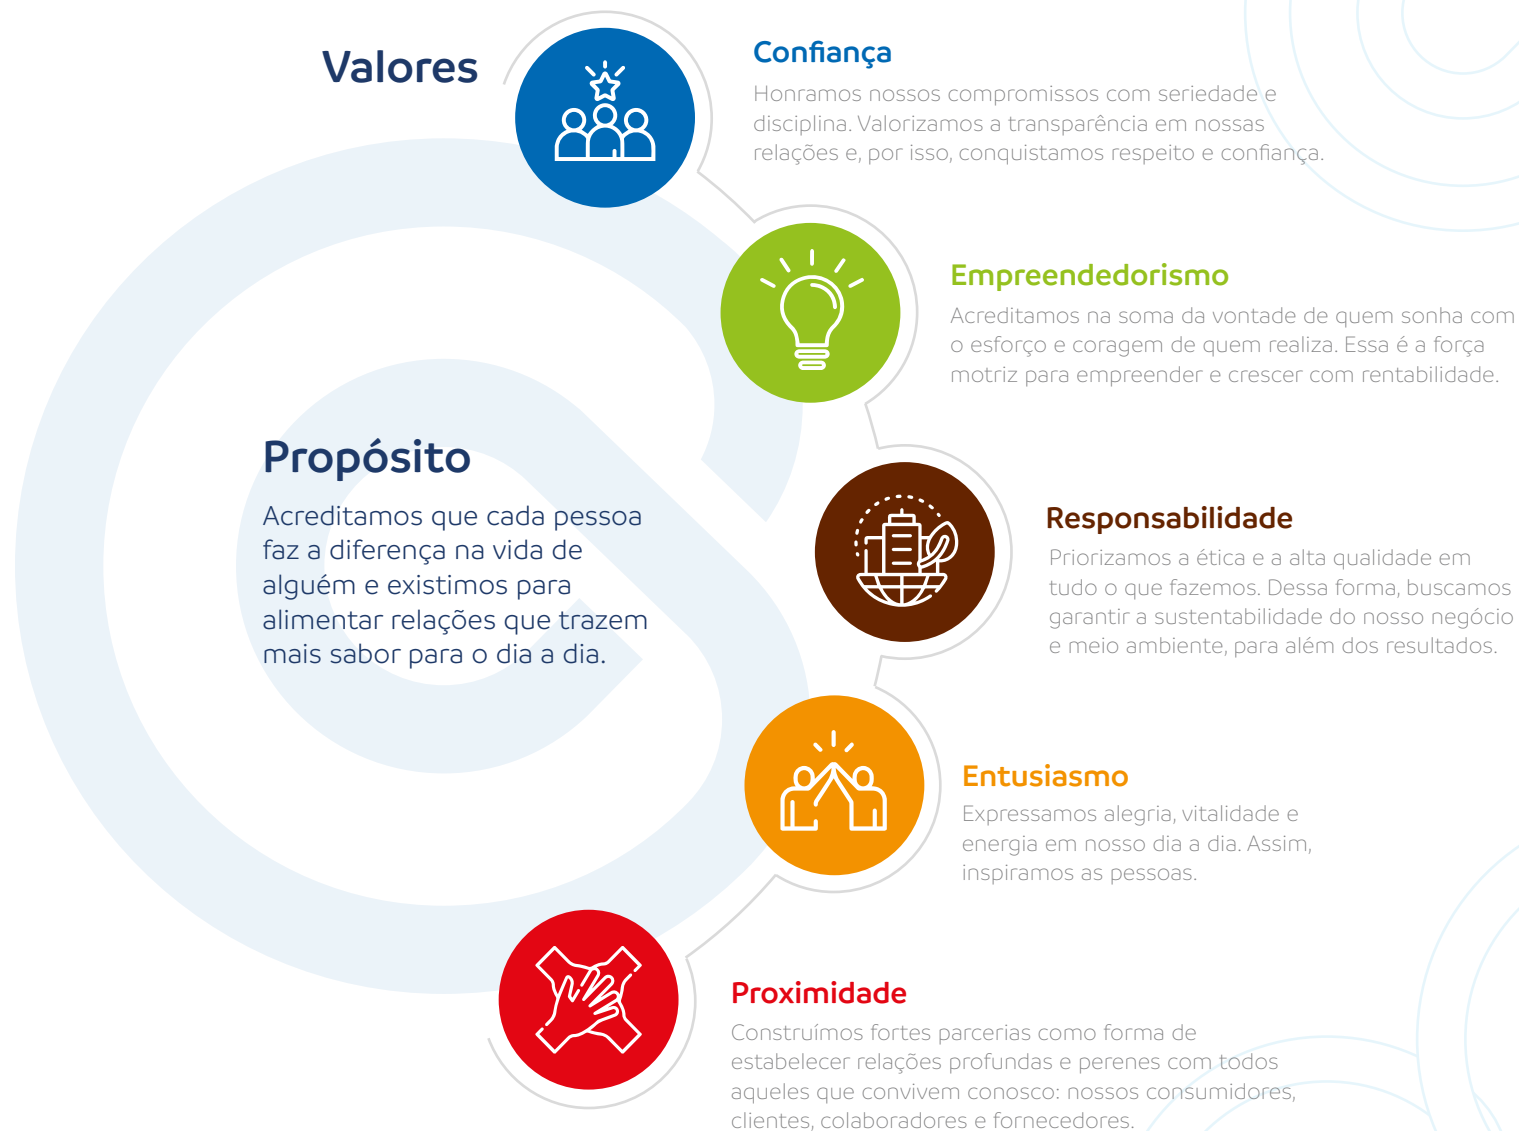 Valores
Confiança
Honramos nossos compromissos com seriedade e
disciplina. Valorizamos a transparência em nossas
relações e, por isso, conquistamos respeito e confiança.
Empreendedorismo
Acreditamos na soma da vontade de quem sonha com
o esforço e coragem de quem realiza. Essa é a força
motriz para empreender e crescer com rentabilidade.
Propósito
Acreditamos que cada pessoa
faz a diferença na vida de
alguém e existimos para
alimentar relações que trazem
mais sabor para o dia a dia.
Responsabilidade
Priorizamos a ética e a alta qualidade em
tudo o que fazemos. Dessa forma, buscamos
garantir a sustentabilidade do nosso negócio
e meio ambiente, para além dos resultados.
Entusiasmo
Expressamos alegria, vitalidade e
energia em nosso dia a dia. Assim,
inspiramos as pessoas.
Proximidade
Construímos fortes parcerias como forma de
estabelecer relações profundas e perenes com todos
aqueles que convivem conosco: nossos consumidores,
clientes, colaboradores e fornecedores.